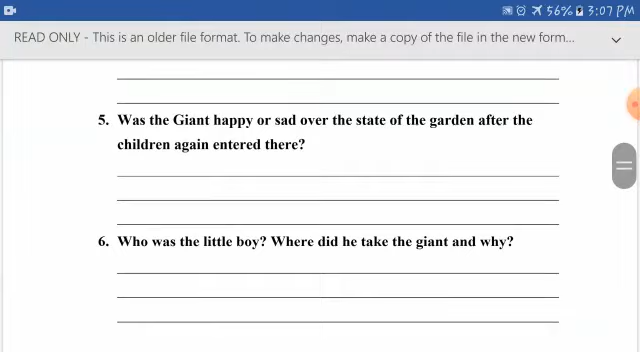 56% 3:07 PM
READ ONLY - This is an older file format. To make changes, make a copy of the file in the new form...
5. Was the Giant happy or sad over the state of the garden after the
children again entered there?
6. Who was the little boy? Where did he take the giant and why?